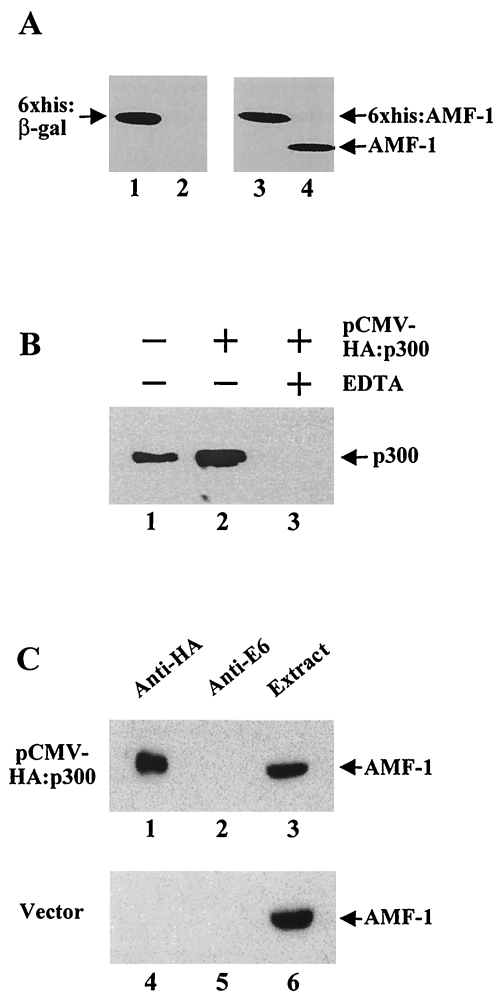 A
6xhis:
β-gal
6xhis:AMF-1
AMF-1
1 2 3 4
B
− + + pCMV-
HA:p300
− − + EDTA
p300
1 2 3
C
Anti-HA Anti-E6 Extract
pCMV-
HA:p300
AMF-1
1 2 3
Vector
AMF-1
4 5 6